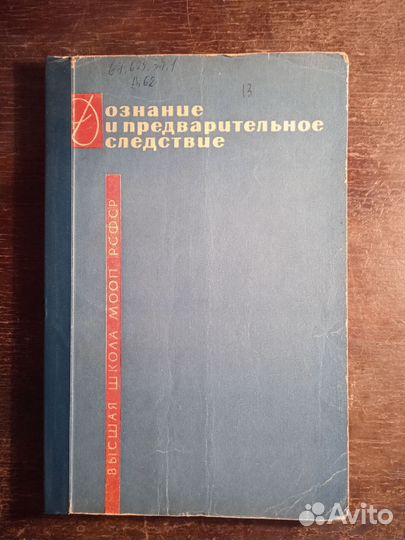 13
Дознание
и предварительное
следствие
ВЫСШАЯ ШКОЛА МООП РСФСР
Avito